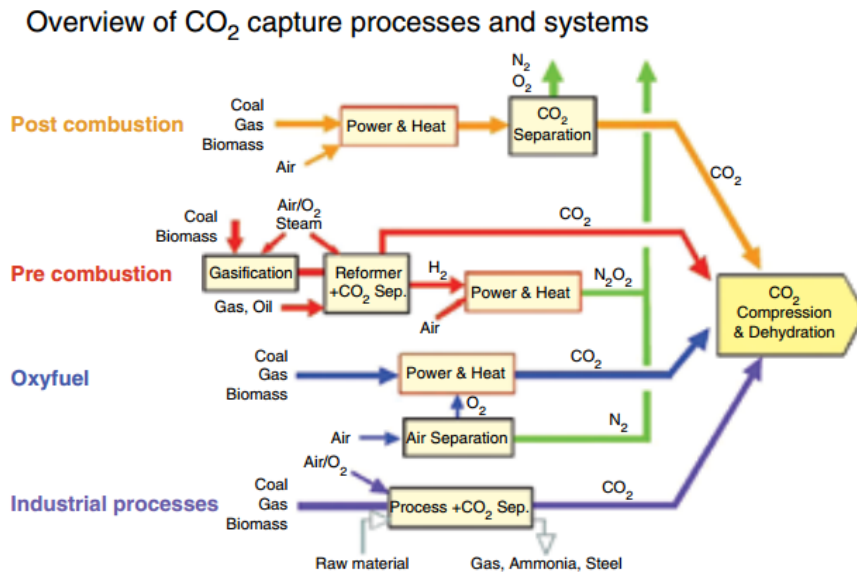 Overview of CO₂ capture processes and systems
N₂
O₂
Post combustion
Coal
Gas
Biomass
Air
Power & Heat
CO₂
Separation
CO₂
Pre combustion
Coal
Biomass
Air/O₂
Steam
CO₂
Gasification
Reformer
+CO₂ Sep.
H₂
Power & Heat
N₂O₂
Gas, Oil
Air
CO₂
Compression
& Dehydration
Oxyfuel
Coal
Gas
Biomass
Power & Heat
CO₂
O₂
Air
Air Separation
N₂
Industrial processes
Air/O₂
Coal
Gas
Biomass
Process +CO₂ Sep.
CO₂
Raw material
Gas, Ammonia, Steel